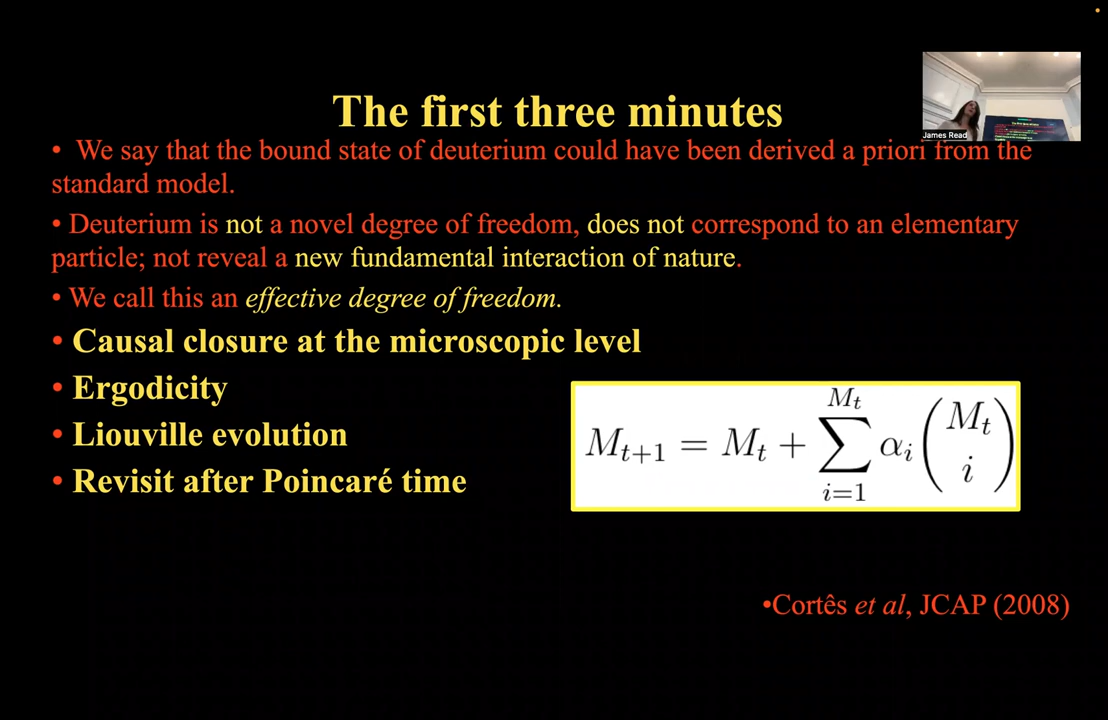 The first three minutes
James Read
• We say that the bound state of deuterium could have been derived a priori from the
standard model.
• Deuterium is not a novel degree of freedom, does not correspond to an elementary
particle; not reveal a new fundamental interaction of nature.
• We call this an effective degree of freedom.
• Causal closure at the microscopic level
• Ergodicity
• Liouville evolution
• Revisit after Poincaré time
M_{t+1} = M_t + \sum_{i=1}^{M_t} \alpha_i \binom{M_t}{i}
•Cortês et al, JCAP (2008)